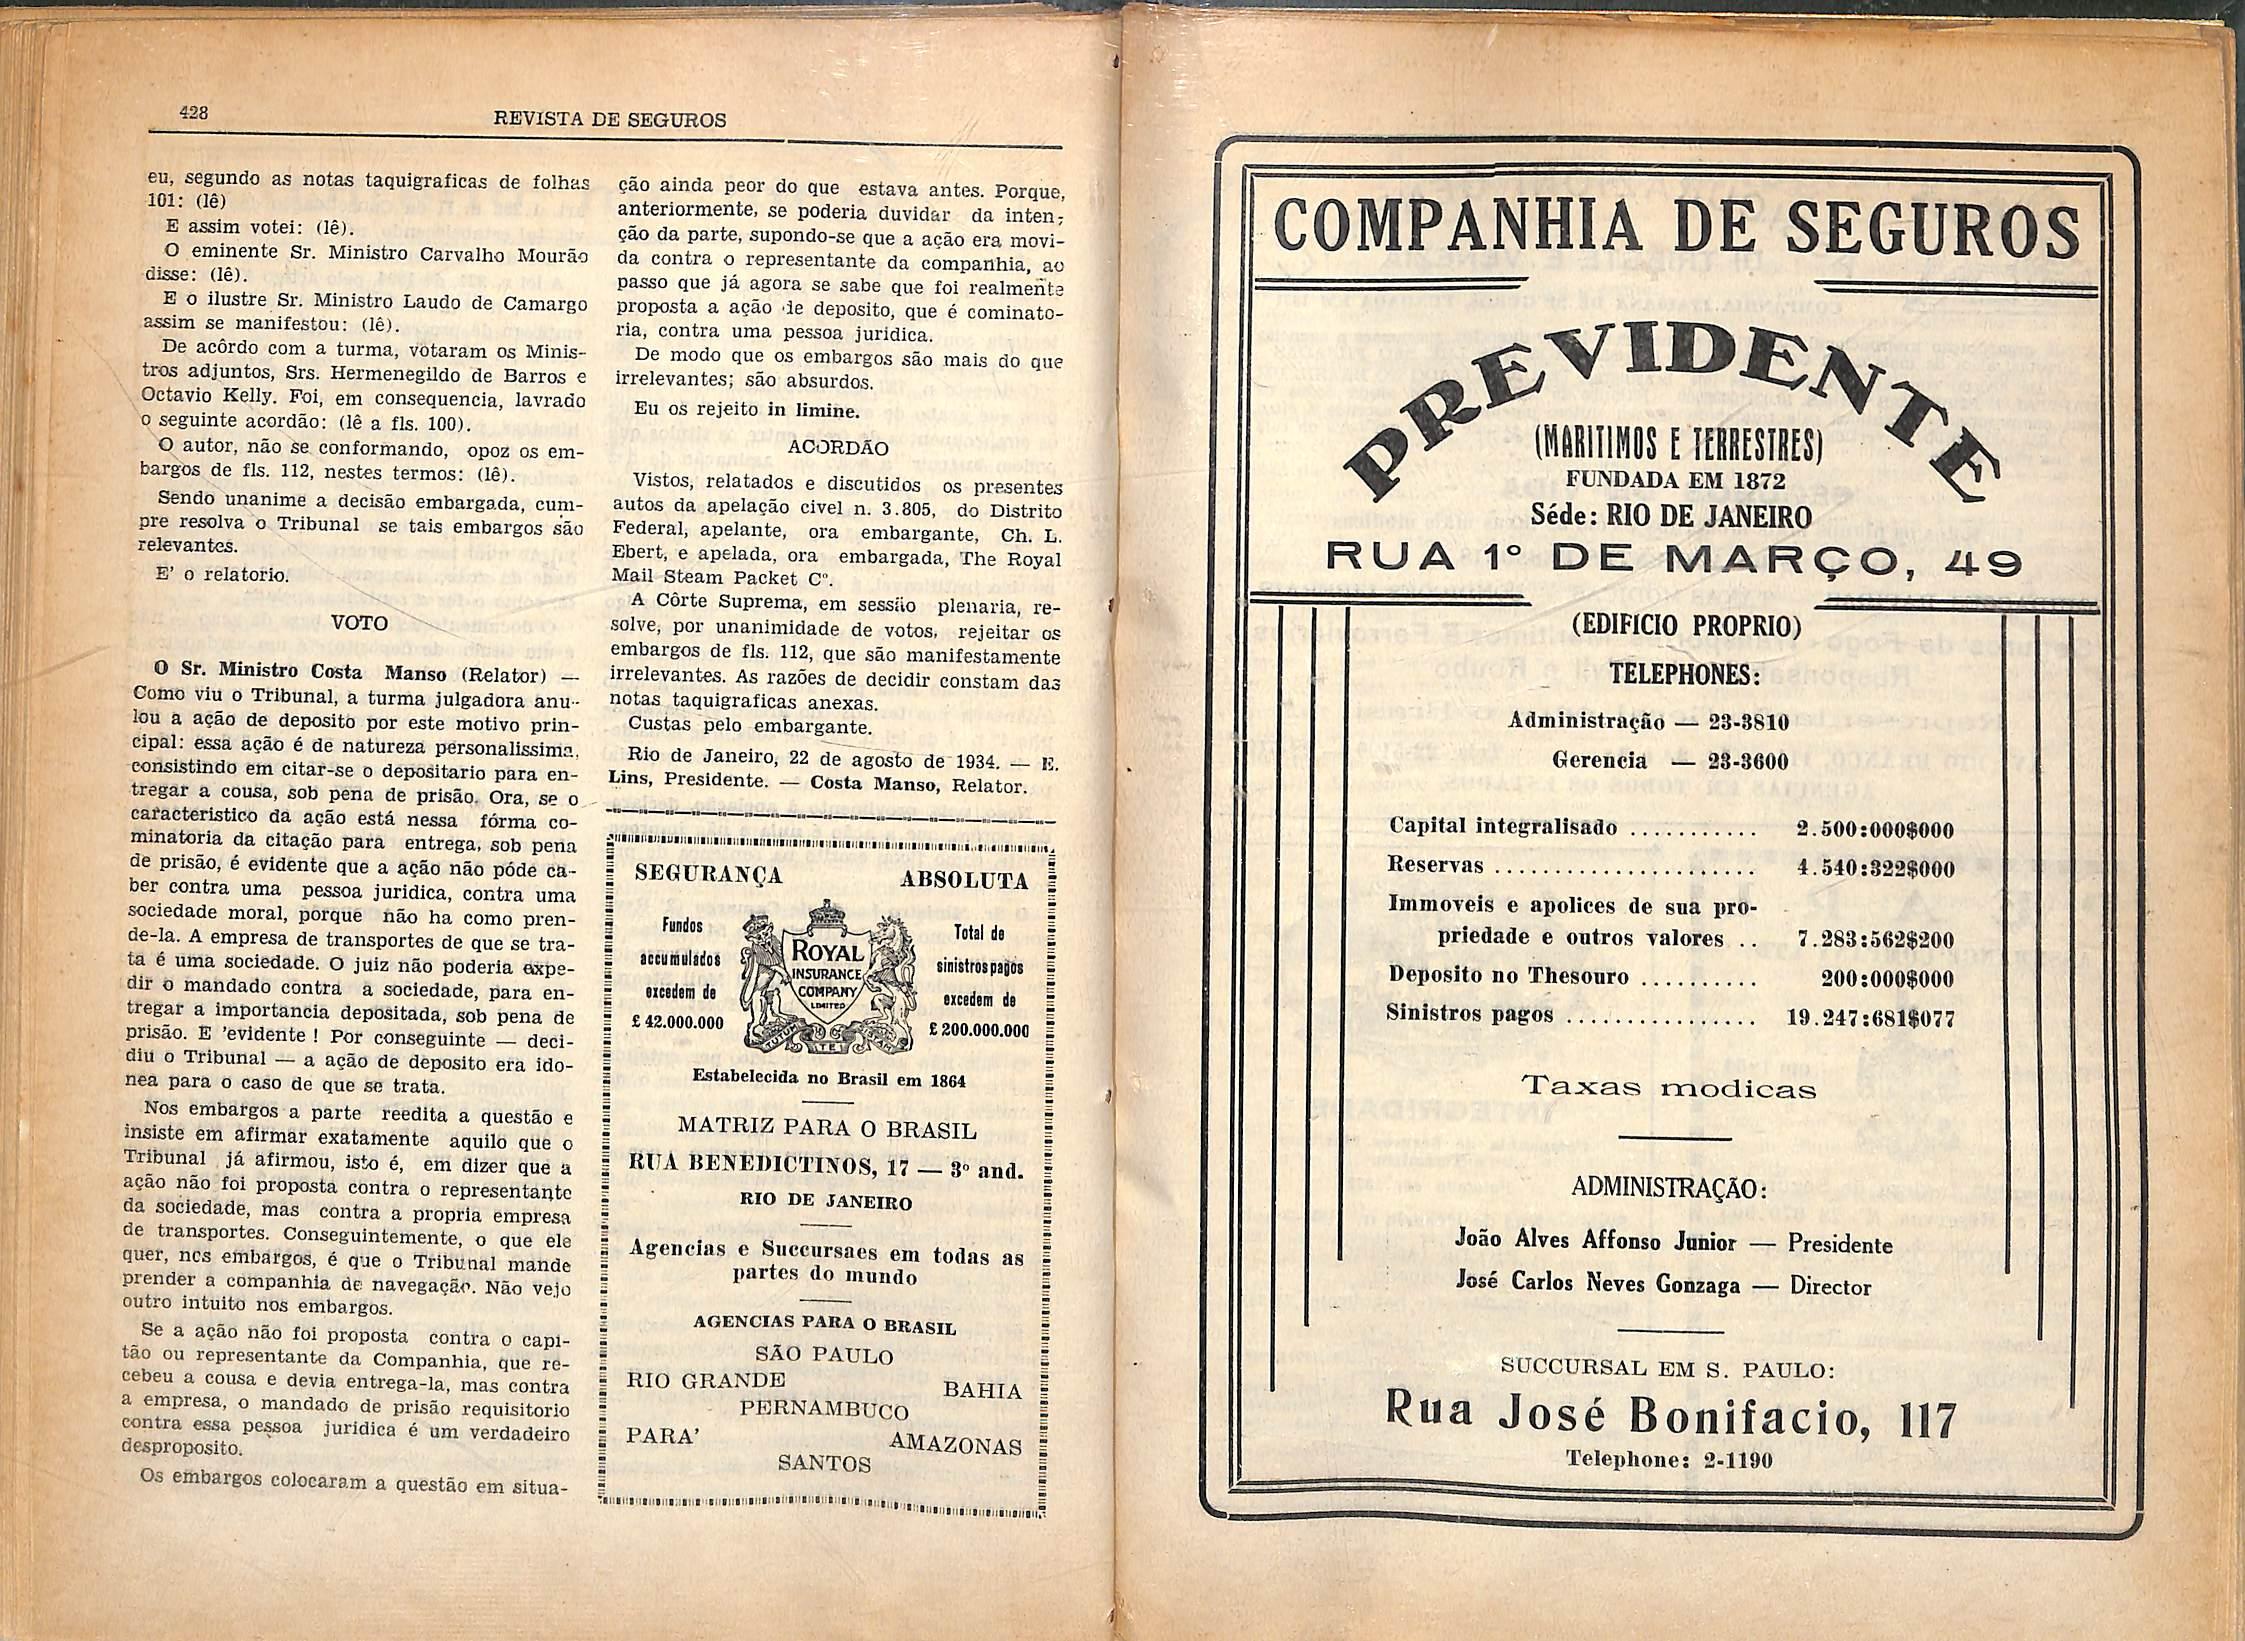 428
REVISTA DE SEGUROS
eu, segundo as notas taquigraficas de folhas
101: (lê)
E assim votei: (lê).
O eminente Sr. Ministro Carvalho Mourão
disse: (lê).
E o ilustre Sr. Ministro Laudo de Camargo
assim se manifestou: (lê).
De acôrdo com a turma, votaram os Minis-
tros adjuntos, Srs. Hermenegildo de Barros e
Octavio Kelly. Foi, em consequencia, lavrado
o seguinte acordão: (lê a fls. 100).
O autor, não se conformando, opoz os em-
bargos de fls. 112, nestes termos: (lê).
Sendo unanime a decisão embargada, cum-
pre resolva o Tribunal se tais embargos são
relevantes.
E' o relatorio.
VOTO
O Sr. Ministro Costa Manso (Relator) —
Como viu o Tribunal, a turma julgadora anu-
lou a ação de deposito por este motivo prin-
cipal: essa ação é de natureza personalissima,
consistindo em citar-se o depositario para en-
tregar a cousa, sob pena de prisão. Ora, se o
caracteristico da ação está nessa fórma co-
minatoria da citação para entrega, sob pena
de prisão, é evidente que a ação não póde ca-
ber contra uma pessoa juridica, contra uma
sociedade moral, porque não ha como pren-
de-la. A empresa de transportes de que se tra-
ta é uma sociedade. O juiz não poderia expe-
dir o mandado contra a sociedade, para en-
tregar a importancia depositada, sob pena de
prisão. E 'evidente ! Por conseguinte — deci-
diu o Tribunal — a ação de deposito era ido-
nea para o caso de que se trata.
Nos embargos a parte reedita a questão e
insiste em afirmar exatamente aquilo que o
Tribunal já afirmou, isto é, em dizer que a
ação não foi proposta contra o representante
da sociedade, mas contra a propria empresa
de transportes. Conseguintemente, o que ele
quer, nos embargos, é que o Tribunal mande
prender a companhia de navegação. Não vejo
outro intuito nos embargos.
Se a ação não foi proposta contra o capi-
tão ou representante da Companhia, que re-
cebeu a cousa e devia entrega-la, mas contra
a empresa, o mandado de prisão requisitorio
contra essa pessoa juridica é um verdadeiro
desproposito.
Os embargos colocaram a questão em situa-
ção ainda peor do que estava antes. Porque,
anteriormente, se poderia duvidar da inten-
ção da parte, supondo-se que a ação era movi-
da contra o representante da companhia, ao
passo que já agora se sabe que foi realmente
proposta a ação de deposito, que é cominato-
ria, contra uma pessoa juridica.
De modo que os embargos são mais do que
irrelevantes; são absurdos.
Eu os rejeito in limine.
ACORDÃO
Vistos, relatados e discutidos os presentes
autos da apelação civel n. 3.805, do Distrito
Federal, apelante, ora embargante, Ch. L.
Ebert, e apelada, ora embargada, The Royal
Mail Steam Packet Cº.
A Côrte Suprema, em sessão plenaria, re-
solve, por unanimidade de votos, rejeitar os
embargos de fls. 112, que são manifestamente
irrelevantes. As razões de decidir constam das
notas taquigraficas anexas.
Custas pelo embargante.
Rio de Janeiro, 22 de agosto de 1934. — E.
Lins, Presidente. — Costa Manso, Relator.
SEGURANÇA ABSOLUTA
Fundos
accumulados
excedem de
£ 42.000.000
ROYAL
INSURANCE
COMPANY
LIMITED
TUTUM TE
Total de
sinistros pagos
excedem de
£ 200.000.000
Estabelecida no Brasil em 1864
MATRIZ PARA O BRASIL
RUA BENEDICTINOS, 17 — 3º and.
RIO DE JANEIRO
Agencias e Succursaes em todas as
partes do mundo
AGENCIAS PARA O BRASIL
SÃO PAULO
RIO GRANDE BAHIA
PERNAMBUCO
PARA' AMAZONAS
SANTOS
COMPANHIA DE SEGUROS
PREVIDENTE
(MARITIMOS E TERRESTRES)
FUNDADA EM 1872
Séde: RIO DE JANEIRO
RUA 1º DE MARÇO, 49
(EDIFICIO PROPRIO)
TELEPHONES:
Administração — 23-3810
Gerencia — 23-3600
Capital integralisado ........... 2.500:000$000
Reservas ...................... 4.540:322$000
Immoveis e apolices de sua pro-
priedade e outros valores .. 7.283:562$200
Deposito no Thesouro .......... 200:000$000
Sinistros pagos ................ 19.247:681$077
Taxas modicas
ADMINISTRAÇÃO:
João Alves Affonso Junior — Presidente
José Carlos Neves Gonzaga — Director
SUCCURSAL EM S. PAULO:
Rua José Bonifacio, 117
Telephone: 2-1190